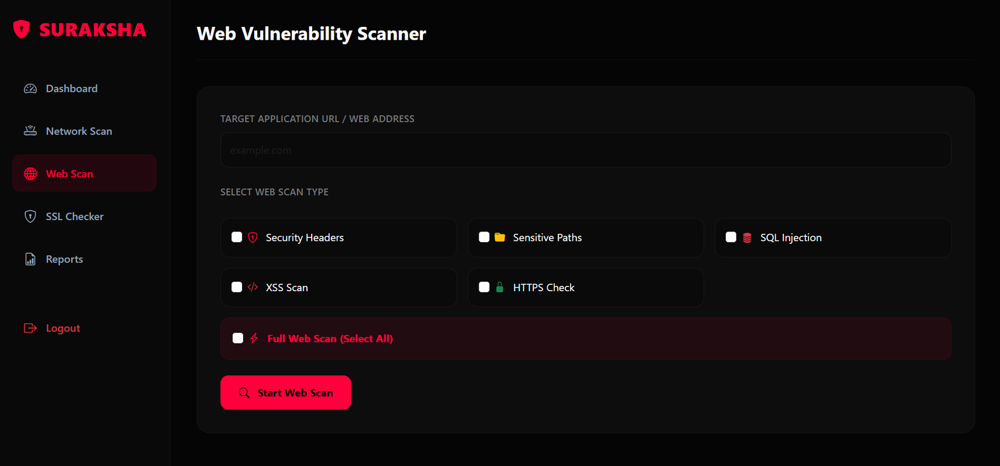 SURAKSHA
Dashboard
Network Scan
Web Scan
SSL Checker
Reports
Logout
Web Vulnerability Scanner
TARGET APPLICATION URL / WEB ADDRESS
example.com
SELECT WEB SCAN TYPE
Security Headers
Sensitive Paths
SQL Injection
XSS Scan
HTTPS Check
Full Web Scan (Select All)
Start Web Scan